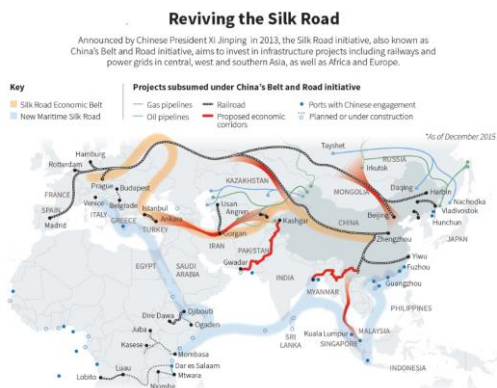 Reviving the Silk Road
Announced by Chinese President Xi Jinping in 2013, the Silk Road initiative, also known as
China's Belt and Road initiative, aims to invest in infrastructure projects including railways and
power grids in central, west and southern Asia, as well as Africa and Europe.
Key
Projects subsumed under China's Belt and Road initiative
Silk Road Economic Belt
New Maritime Silk Road
Gas pipelines
Oil pipelines
Railroad
Proposed economic
corridors
Ports with Chinese engagement
Planned or under construction
*As of December 2015
Tayshet
RUSSIA
Irkutsk
Hamburg
Rotterdam
KAZAKHSTAN
MONGOLIA
Daqing
Harbin
Prague
Budapest
FRANCE
Venice
Belgrade
Istanbul
Uzan
Angren
Nachodka
Vladivostok
ITALY
SPAIN
GREECE
Ankara
TURKEY
Kashgar
Beijing
Hunchun
Madrid
Gorgan
IRAN
CHINA
JAPAN
PAKISTAN
Zhengzhou
Gwadar
Yiwu
EGYPT
SAUDI
ARABIA
INDIA
MYANMAR
Fuzhou
Guangzhou
Djibouti
Dire Dawa
PHILIPPINES
Ogaden
Juba
SRI
LANKA
Kuala Lumpur
MALAYSIA
SINGAPORE
Kasese
Mombasa
INDONESIA
Luau
Dar es Salaam
Lobito
Mtwara